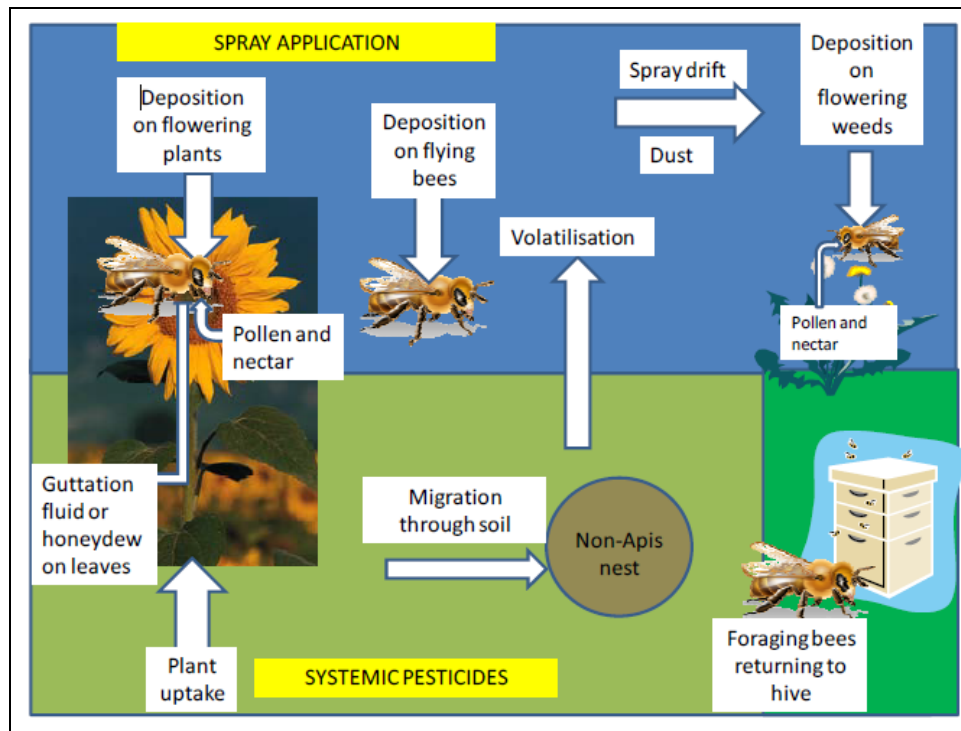 SPRAY APPLICATION
Deposition
on flowering
plants
Deposition
on flying
bees
Spray drift
Dust
Deposition
on
flowering
weeds
Volatilisation
Pollen and
nectar
Pollen and
nectar
Guttation
fluid or
honeydew
on leaves
Migration
through soil
Non-Apis
nest
Plant
uptake
SYSTEMIC PESTICIDES
Foraging bees
returning to
hive